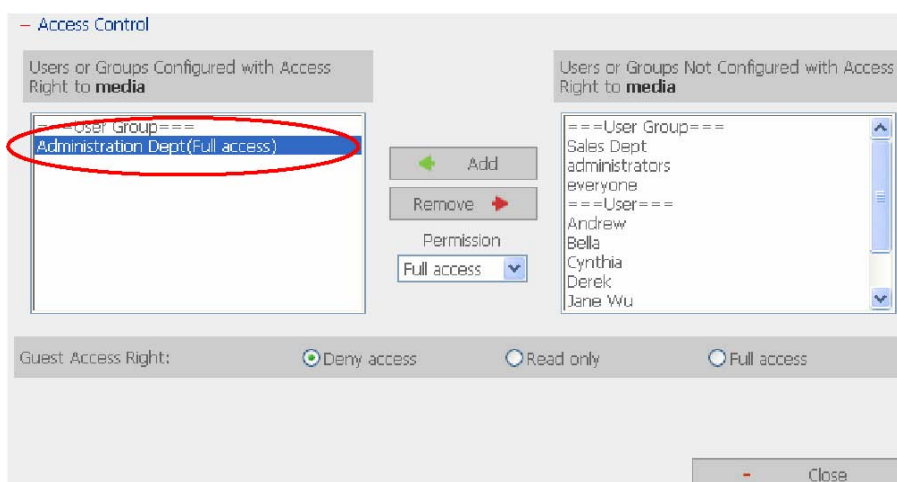 − Access Control
Users or Groups Configured with Access
Right to media
===User Group===
Administration Dept(Full access)
Add
Remove
Permission
Full access
Users or Groups Not Configured with Access
Right to media
===User Group===
Sales Dept
administrators
everyone
===User===
Andrew
Bella
Cynthia
Derek
Jane Wu
Guest Access Right:
Deny access
Read only
Full access
− Close